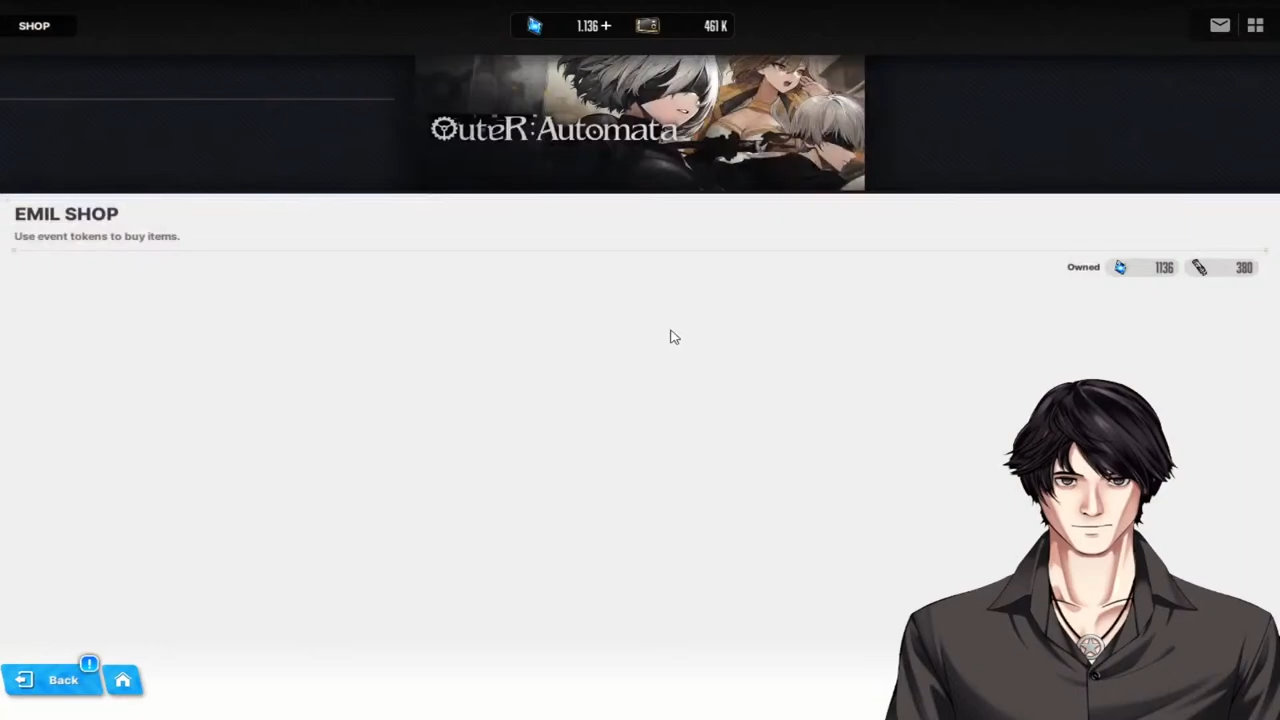 SHOP
1.136 +
461 K
OuteR:Automata
EMIL SHOP
Use event tokens to buy items.
Owned
1136
380
!
Back